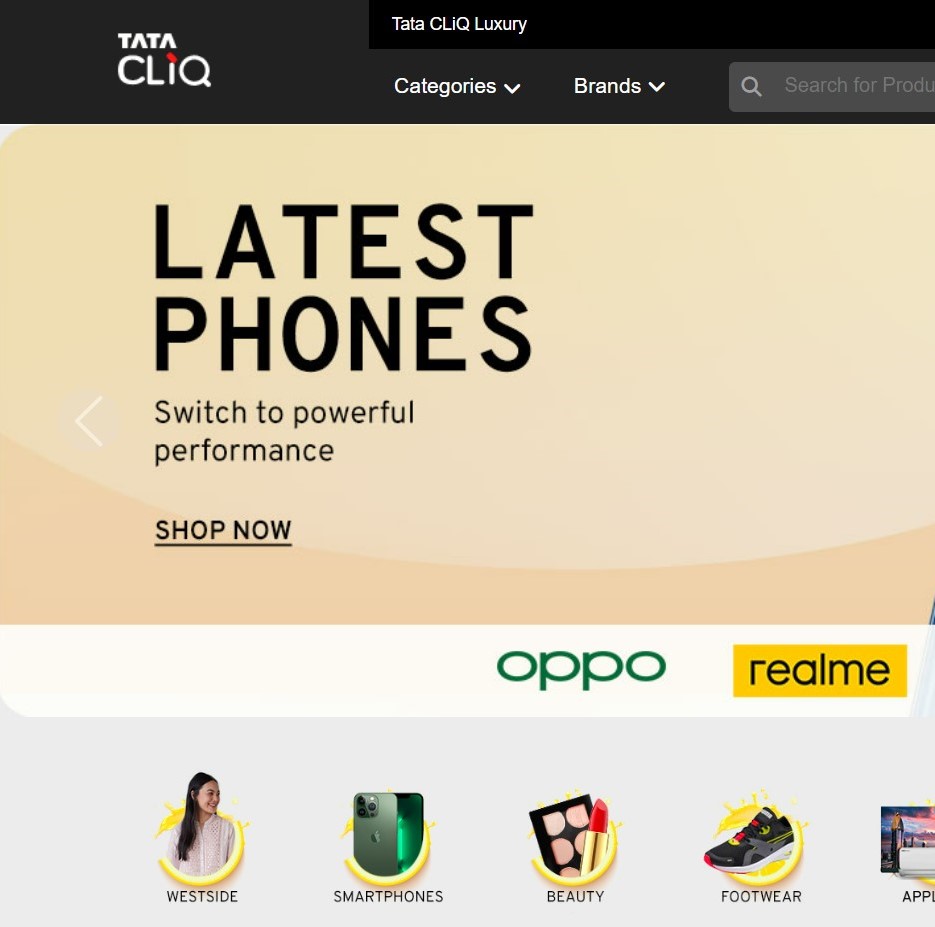 Tata CLiQ Luxury
TATA
CLiQ
Categories
Brands
Search for Produ
LATEST
PHONES
Switch to powerful
performance
SHOP NOW
oppo
realme
WESTSIDE
SMARTPHONES
BEAUTY
FOOTWEAR
APPL